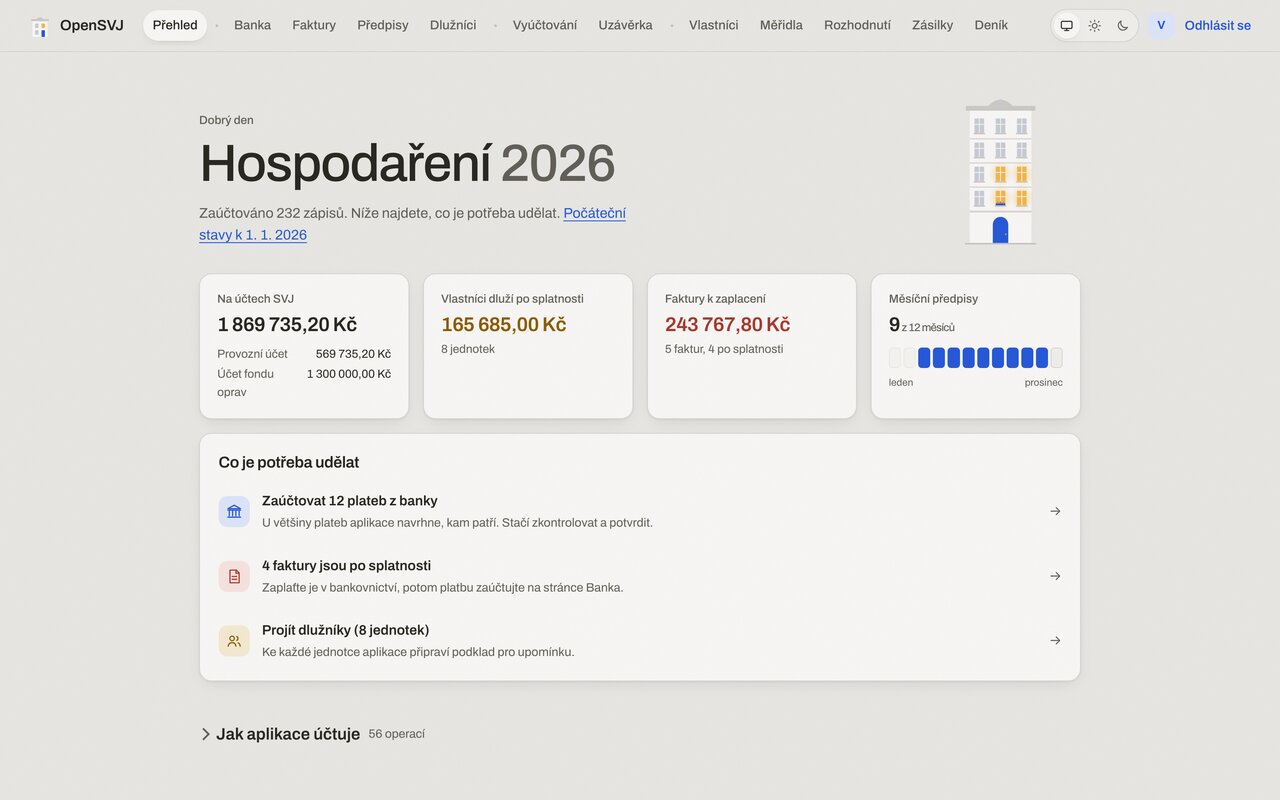 OpenSVJ Přehled Banka Faktury Předpisy Dlužníci Vyúčtování Uzávěrka Vlastníci Měřidla Rozhodnutí Zásilky Deník V Odhlásit se
Dobrý den
Hospodaření 2026
Zaúčtováno 232 zápisů. Níže najdete, co je potřeba udělat. Počáteční
stavy k 1. 1. 2026
Na účtech SVJ
1 869 735,20 Kč
Provozní účet 569 735,20 Kč
Účet fondu 1 300 000,00 Kč
oprav
Vlastníci dluží po splatnosti
165 685,00 Kč
8 jednotek
Faktury k zaplacení
243 767,80 Kč
5 faktur, 4 po splatnosti
Měsíční předpisy
9 z 12 měsíců
leden prosinec
Co je potřeba udělat
Zaúčtovat 12 plateb z banky
U většiny plateb aplikace navrhne, kam patří. Stačí zkontrolovat a potvrdit.
4 faktury jsou po splatnosti
Zaplaťte je v bankovnictví, potom platbu zaúčtujte na stránce Banka.
Projít dlužníky (8 jednotek)
Ke každé jednotce aplikace připraví podklad pro upomínku.
Jak aplikace účtuje 56 operací